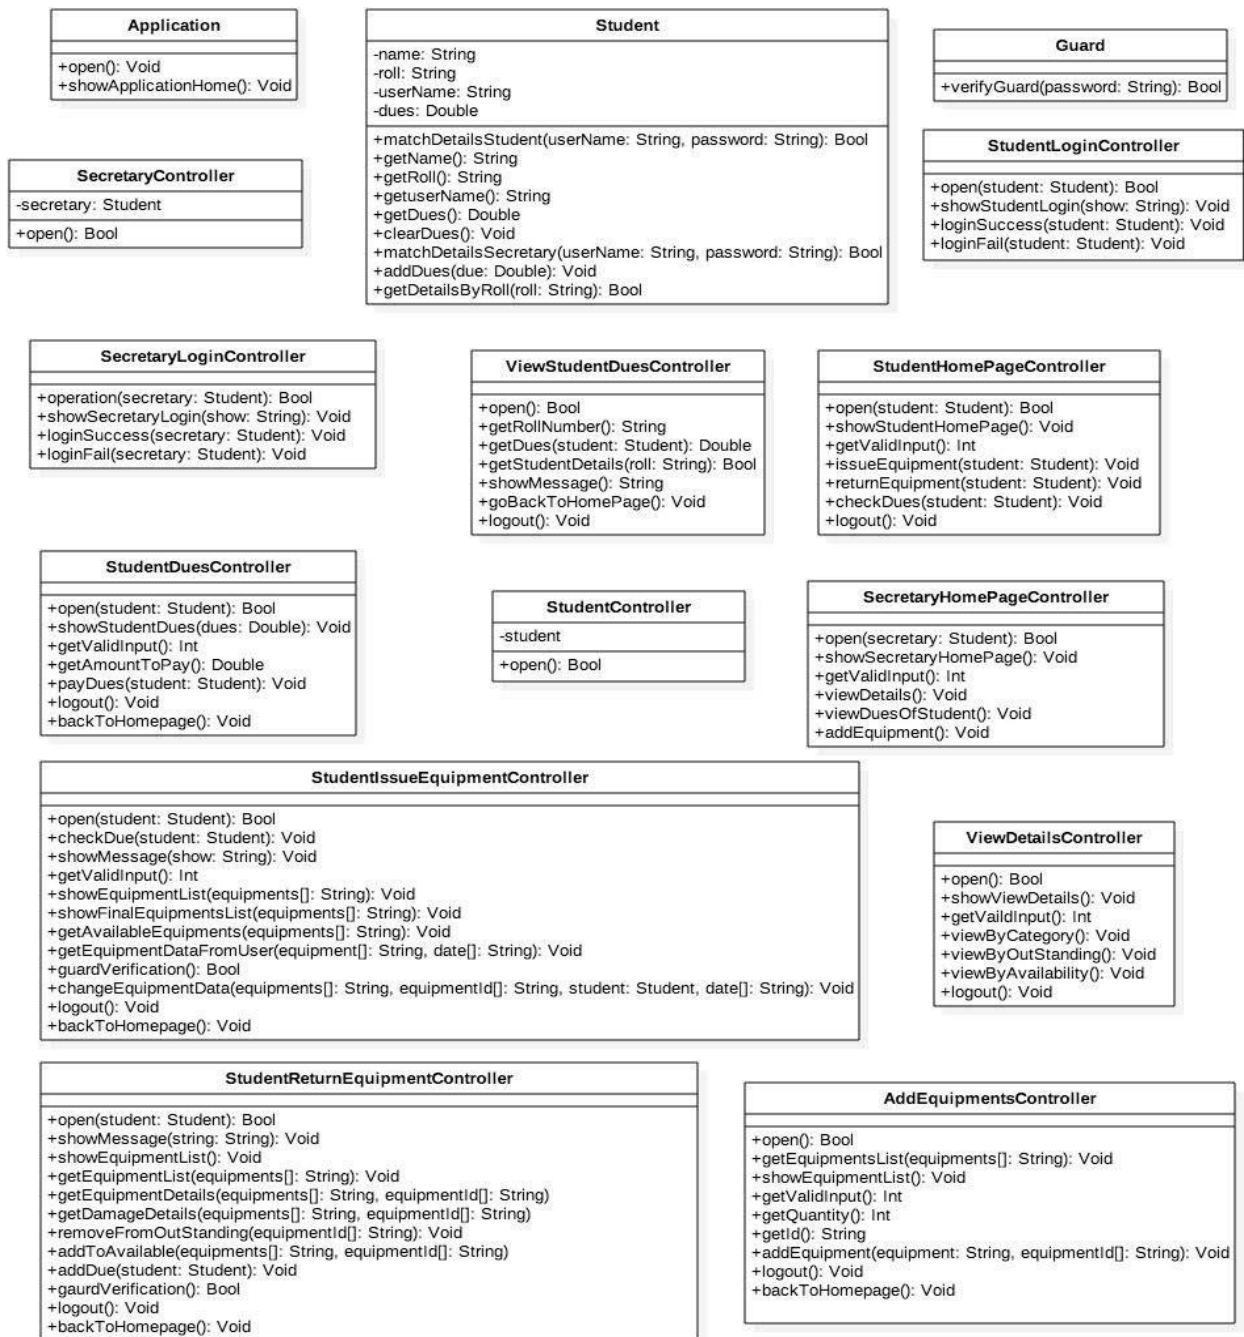 Application
+open(): Void
+showApplicationHome(): Void
Student
-name: String
-roll: String
-userName: String
-dues: Double
+matchDetailsStudent(userName: String, password: String): Bool
+getName(): String
+getRoll(): String
+getuserName(): String
+getDues(): Double
+clearDues(): Void
+matchDetailsSecretary(userName: String, password: String): Bool
+addDues(due: Double): Void
+getDetailsByRoll(roll: String): Bool
Guard
+verifyGuard(password: String): Bool
SecretaryController
-secretary: Student
+open(): Bool
StudentLoginController
+open(student: Student): Bool
+showStudentLogin(show: String): Void
+loginSuccess(student: Student): Void
+loginFail(student: Student): Void
SecretaryLoginController
+operation(secretary: Student): Bool
+showSecretaryLogin(show: String): Void
+loginSuccess(secretary: Student): Void
+loginFail(secretary: Student): Void
ViewStudentDuesController
+open(): Bool
+getRollNumber(): String
+getDues(student: Student): Double
+getStudentDetails(roll: String): Bool
+showMessage(): String
+goBackToHomePage(): Void
+logout(): Void
StudentHomePageController
+open(student: Student): Bool
+showStudentHomePage(): Void
+getValidInput(): Int
+issueEquipment(student: Student): Void
+returnEquipment(student: Student): Void
+checkDues(student: Student): Void
+logout(): Void
StudentDuesController
+open(student: Student): Bool
+showStudentDues(dues: Double): Void
+getValidInput(): Int
+getAmountToPay(): Double
+payDues(student: Student): Void
+logout(): Void
+backToHomepage(): Void
StudentController
-student
+open(): Bool
SecretaryHomePageController
+open(secretary: Student): Bool
+showSecretaryHomePage(): Void
+getValidInput(): Int
+viewDetails(): Void
+viewDuesOfStudent(): Void
+addEquipment(): Void
StudentIssueEquipmentController
+open(student: Student): Bool
+checkDue(student: Student): Void
+showMessage(show: String): Void
+getValidInput(): Int
+showEquipmentList(equipments[]: String): Void
+showFinalEquipmentsList(equipments[]: String): Void
+getAvailableEquipments(equipments[]: String): Void
+getEquipmentDataFromUser(equipment[]: String, date[]: String): Void
+guardVerification(): Bool
+changeEquipmentData(equipments[]: String, equipmentId[]: String, student: Student, date[]: String): Void
+logout(): Void
+backToHomepage(): Void
ViewDetailsController
+open(): Bool
+showViewDetails(): Void
+getVaildInput(): Int
+viewByCategory(): Void
+viewByOutStanding(): Void
+viewByAvailability(): Void
+logout(): Void
StudentReturnEquipmentController
+open(student: Student): Bool
+showMessage(string: String): Void
+showEquipmentList(): Void
+getEquipmentList(equipments[]: String): Void
+getEquipmentDetails(equipments[]: String, equipmentId[]: String)
+getDamageDetails(equipments[]: String, equipmentId[]: String)
+removeFromOutStanding(equipmentId[]: String): Void
+addToAvailable(equipments[]: String, equipmentId[]: String)
+addDue(student: Student): Void
+gaurdVerification(): Bool
+logout(): Void
+backToHomepage(): Void
AddEquipmentsController
+open(): Bool
+getEquipmentsList(equipments[]: String): Void
+showEquipmentList(): Void
+getValidInput(): Int
+getQuantity(): Int
+getId(): String
+addEquipment(equipment: String, equipmentId[]: String): Void
+logout(): Void
+backToHomepage(): Void